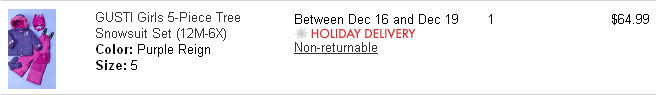 GUSTI Girls 5-Piece Tree
Snowsuit Set (12M-6X)
Color: Purple Reign
Size: 5
Between Dec 16 and Dec 19
HOLIDAY DELIVERY
Non-returnable
1
$64.99